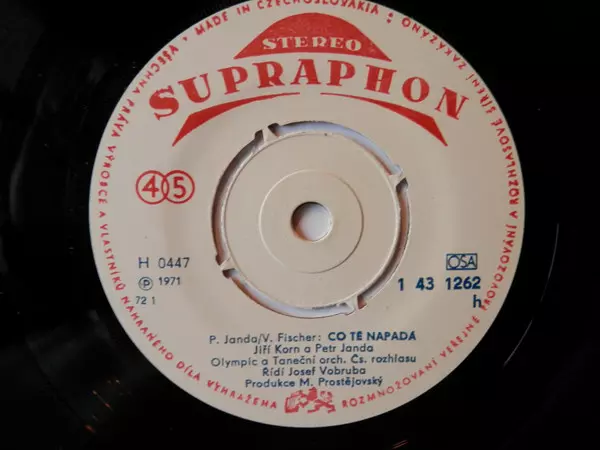 MADE IN CZECHOSLOVAKIA • VŠECHNA PRÁVA VÝROBCE A VLASTNÍKŮ NAHRANÉHO DÍLA VYHRAŽENA
ROZMNOŽOVÁNÍ VEŘEJNÉ PROVOZOVÁNÍ A ROZHLASOVÉ ŠÍŘENÍ ZAKÁZÁNO
STEREO
SUPRAPHON
45
H 0447
℗ 1971
72 1
OSA
1 43 1262
h
P. Janda/V. Fischer: CO TĚ NAPADÁ
Jiří Korn a Petr Janda
Olympic a Taneční orch. Čs. rozhlasu
Řídí Josef Vobruba
Produkce M. Prostějovský